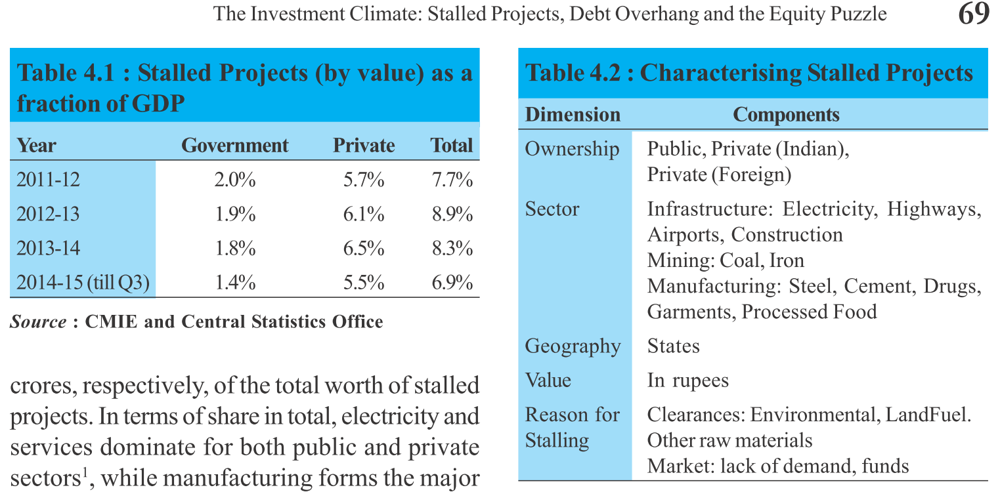 The Investment Climate: Stalled Projects, Debt Overhang and the Equity Puzzle 69
Table 4.1 : Stalled Projects (by value) as a
fraction of GDP
Year Government Private Total
2011-12 2.0% 5.7% 7.7%
2012-13 1.9% 6.1% 8.9%
2013-14 1.8% 6.5% 8.3%
2014-15 (till Q3) 1.4% 5.5% 6.9%
Source : CMIE and Central Statistics Office
crores, respectively, of the total worth of stalled
projects. In terms of share in total, electricity and
services dominate for both public and private
sectors1, while manufacturing forms the major
Table 4.2 : Characterising Stalled Projects
Dimension Components
Ownership Public, Private (Indian),
Private (Foreign)
Sector Infrastructure: Electricity, Highways,
Airports, Construction
Mining: Coal, Iron
Manufacturing: Steel, Cement, Drugs,
Garments, Processed Food
Geography States
Value In rupees
Reason for Clearances: Environmental, LandFuel.
Stalling Other raw materials
Market: lack of demand, funds